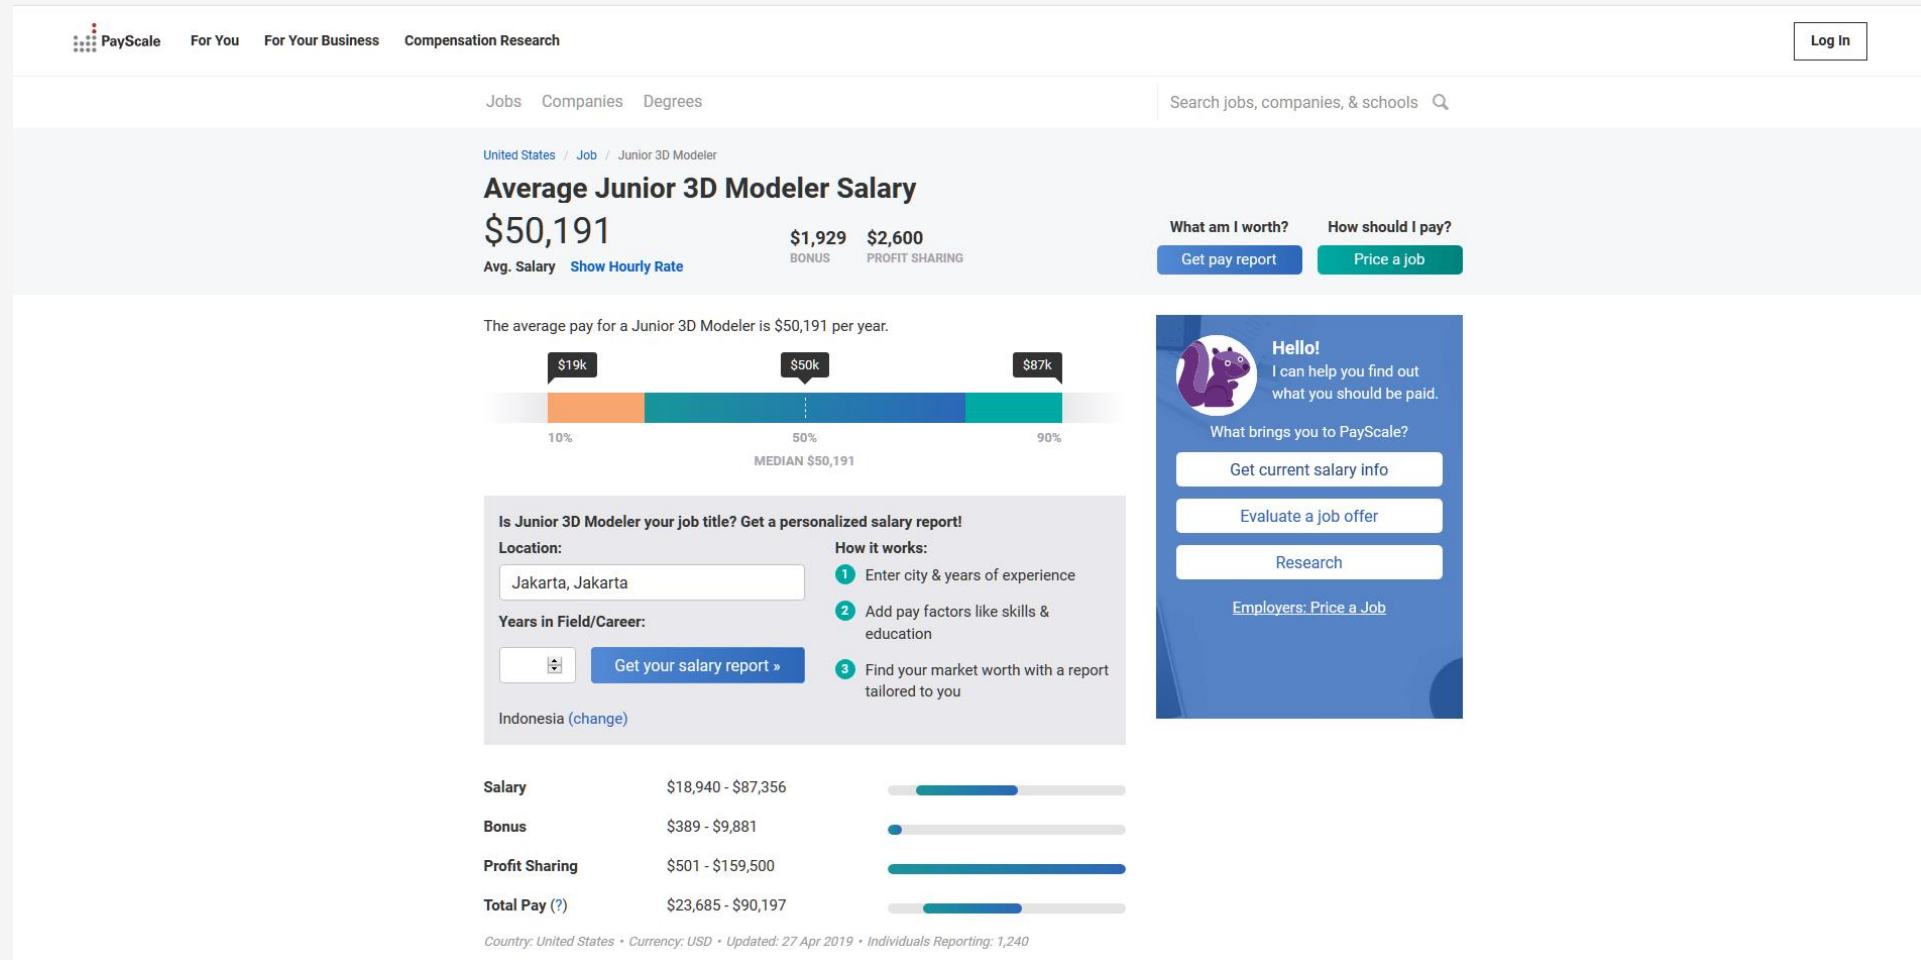 PayScale For You For Your Business Compensation Research Log In
Jobs Companies Degrees Search jobs, companies, & schools
United States / Job / Junior 3D Modeler
Average Junior 3D Modeler Salary
$50,191
Avg. Salary Show Hourly Rate
$1,929 $2,600
BONUS PROFIT SHARING
What am I worth? How should I pay?
Get pay report Price a job
The average pay for a Junior 3D Modeler is $50,191 per year.
$19k $50k $87k
10% 50% 90%
MEDIAN $50,191
Is Junior 3D Modeler your job title? Get a personalized salary report!
Location:
Jakarta, Jakarta
Years in Field/Career:
Get your salary report »
Indonesia (change)
How it works:
1 Enter city & years of experience
2 Add pay factors like skills &
education
3 Find your market worth with a report
tailored to you
Hello!
I can help you find out
what you should be paid.
What brings you to PayScale?
Get current salary info
Evaluate a job offer
Research
Employers: Price a Job
Salary $18,940 - $87,356
Bonus $389 - $9,881
Profit Sharing $501 - $159,500
Total Pay (?) $23,685 - $90,197
Country: United States • Currency: USD • Updated: 27 Apr 2019 • Individuals Reporting: 1,240